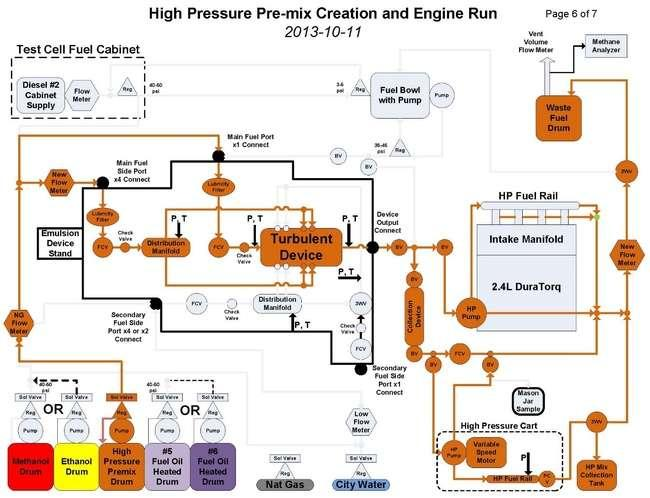 High Pressure Pre-mix Creation and Engine Run
Page 6 of 7
2013-10-11
Test Cell Fuel Cabinet
Diesel #2
Cabinet
Supply
Flow
Meter
Reg
40-60
psi
3-6
psi
Reg
Fuel Bowl
with Pump
Pump
Vent
Volume
Flow Meter
Methane
Analyzer
Waste
Fuel
Drum
Main Fuel Port
x1 Connect
36-45
psi
Reg
BV
BV
3WV
New
Flow
Meter
Main Fuel
Side Port
x4 Connect
Lubricity
Filter
Lubricity
Filter
Device
Output
Connect
HP Fuel Rail
Intake Manifold
2.4L DuraTorq
New
Flow
Meter
Emulsion
Device
Stand
FCV
Check
Valve
Distribution
Manifold
FCV
Check
Valve
P, T
Turbulent
Device
P, T
P, T
BV
BV
BV
Collection
Device
HP
Pump
NG
Flow
Meter
Secondary
Fuel Side
Port x4 or x2
Connect
FCV
Check
Valve
Distribution
Manifold
P, T
3WV
Check
Valve
FCV
Secondary
Fuel Side
Port x1
Connect
BV
BV
FCV
BV
Mason
Jar
Sample
40-60
psi
40-60
psi
Sol Valve
Sol Valve
Sol Valve
Sol Valve
Sol Valve
Reg
OR
Reg
Reg
Reg
OR
Reg
Pump
Pump
Pump
Pump
Pump
Low
Flow
Meter
Methanol
Drum
Ethanol
Drum
High
Pressure
Premix
Drum
#5
Fuel Oil
Heated
Drum
#6
Fuel Oil
Heated
Drum
Nat Gas
City Water
High Pressure Cart
HP
Pump
Variable
Speed
Motor
P
HP Fuel Rail
FC
V
3WV
HP Mix
Collection
Tank